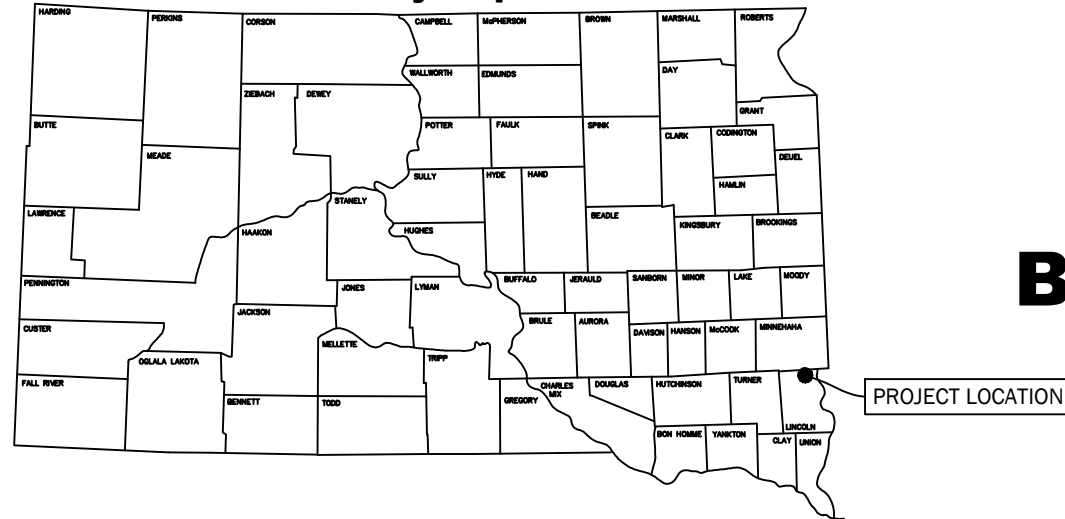 HARDING
PERKINS
CORSON
CAMPBELL
McPHERSON
BROWN
MARSHALL
ROBERTS
WALLWORTH
EDMUNDS
DAY
ZIEBACH
DEWEY
GRANT
BUTTE
POTTER
FAULK
SPINK
CLARK
CODINGTON
MEADE
DEUEL
SULLY
HYDE
HAND
HAMLIN
STANELY
LAWRENCE
BEADLE
KINGSBURY
BROOKINGS
HAAKON
HUGHES
PENNINGTON
BUFFALO
JERAULD
SANBORN
MINOR
LAKE
MOODY
JONES
LYMAN
B
JACKSON
BRULE
AURORA
CUSTER
DAVISON
HANSON
McCOOK
MINNEHAHA
MELLETTE
OGLALA LAKOTA
TRIPP
FALL RIVER
CHARLES
MIX
DOUGLAS
HUTCHINSON
TURNER
PROJECT LOCATION
BENNETT
TODD
GREGORY
LINCOLN
BON HOMME
YANKTON
CLAY
UNION